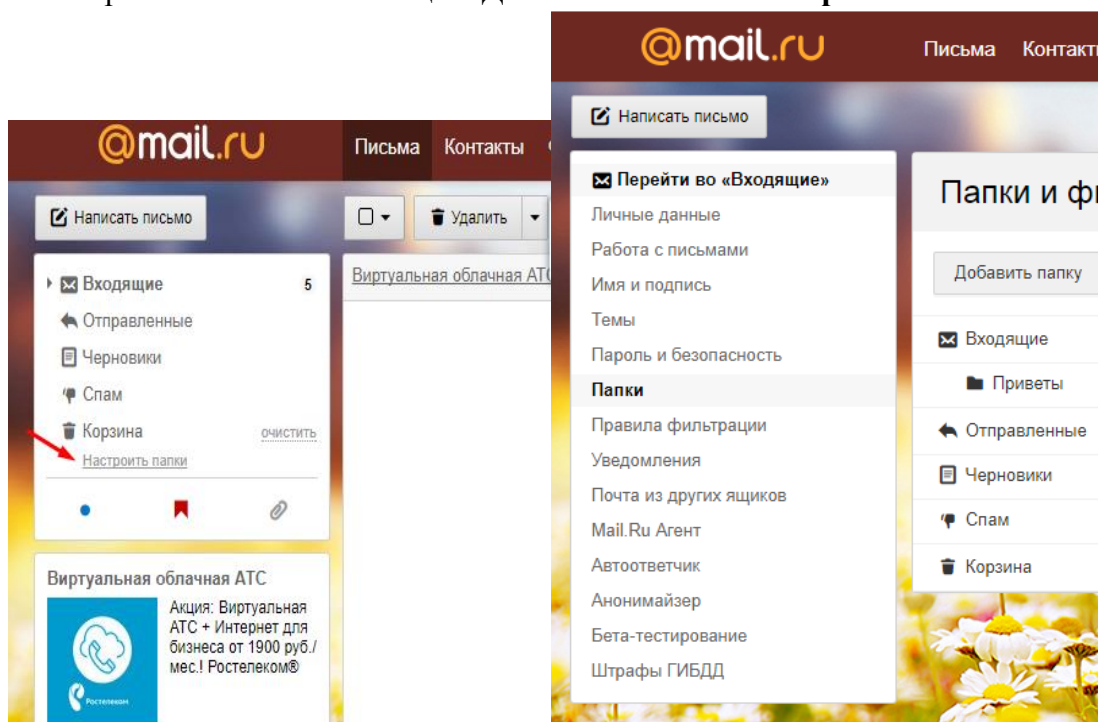 @mail.ru
Письма Контакты
Написать письмо
Удалить
Входящие 5
Виртуальная облачная АТС
Отправленные
Черновики
Спам
Корзина очистить
Настроить папки
Виртуальная облачная АТС
Акция: Виртуальная
АТС + Интернет для
бизнеса от 1900 руб./
мес.! Ростелеком®
Ростелеком
@mail.ru
Письма Контакты
Написать письмо
Перейти во «Входящие»
Личные данные
Работа с письмами
Имя и подпись
Темы
Пароль и безопасность
Папки
Правила фильтрации
Уведомления
Почта из других ящиков
Mail.Ru Агент
Автоответчик
Анонимайзер
Бета-тестирование
Штрафы ГИБДД
Папки и
Добавить папку
Входящие
Приветы
Отправленные
Черновики
Спам
Корзина